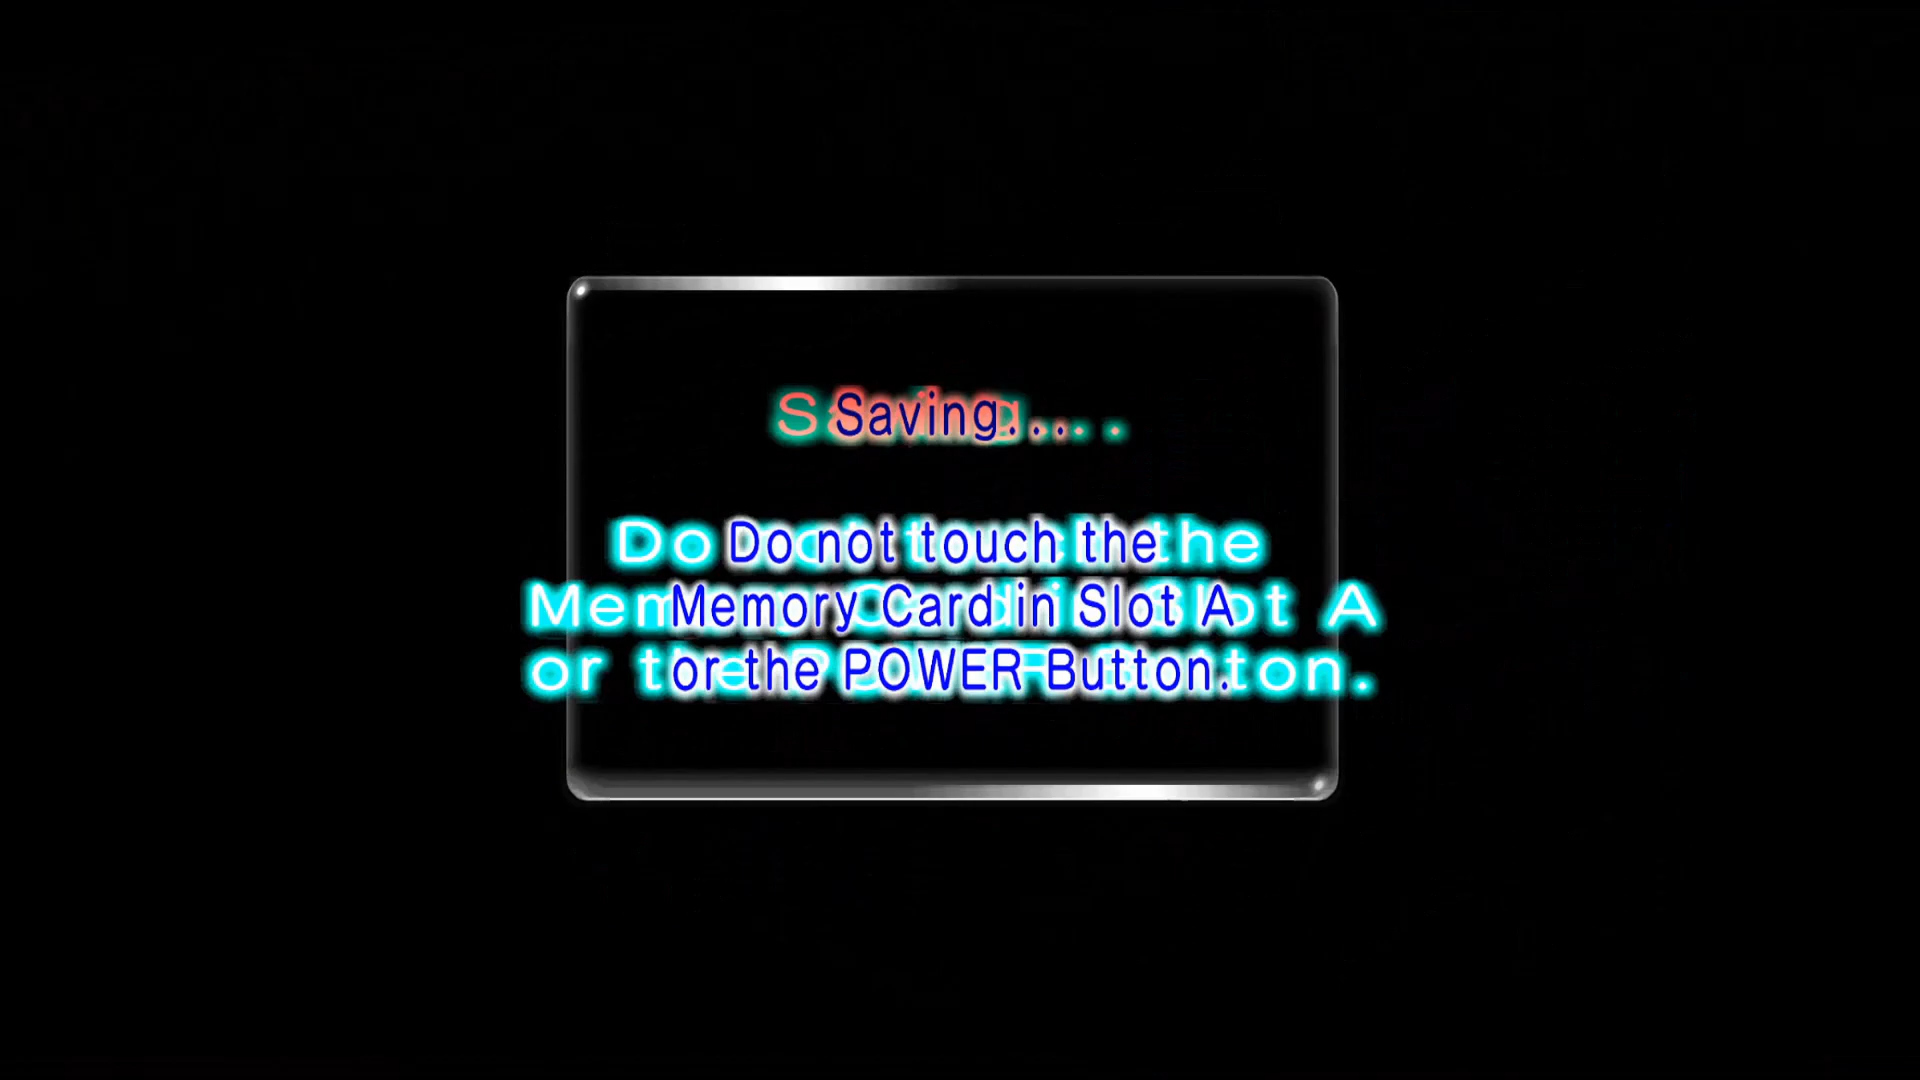 Saving....
Do not touch the
Memory Card in Slot A
or the POWER Button.